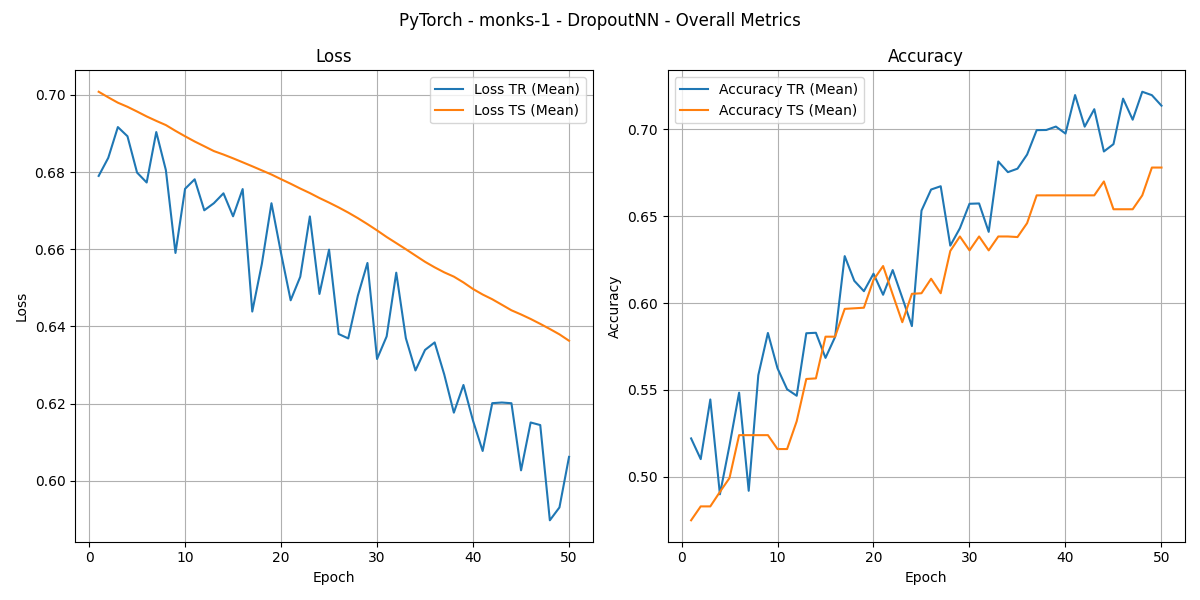 PyTorch - monks-1 - DropoutNN - Overall Metrics
Loss
Loss TR (Mean)
Loss TS (Mean)
0.70
0.68
0.66
0.64
0.62
0.60
Loss
0 10 20 30 40 50
Epoch
Accuracy
Accuracy TR (Mean)
Accuracy TS (Mean)
0.70
0.65
0.60
0.55
0.50
Accuracy
0 10 20 30 40 50
Epoch